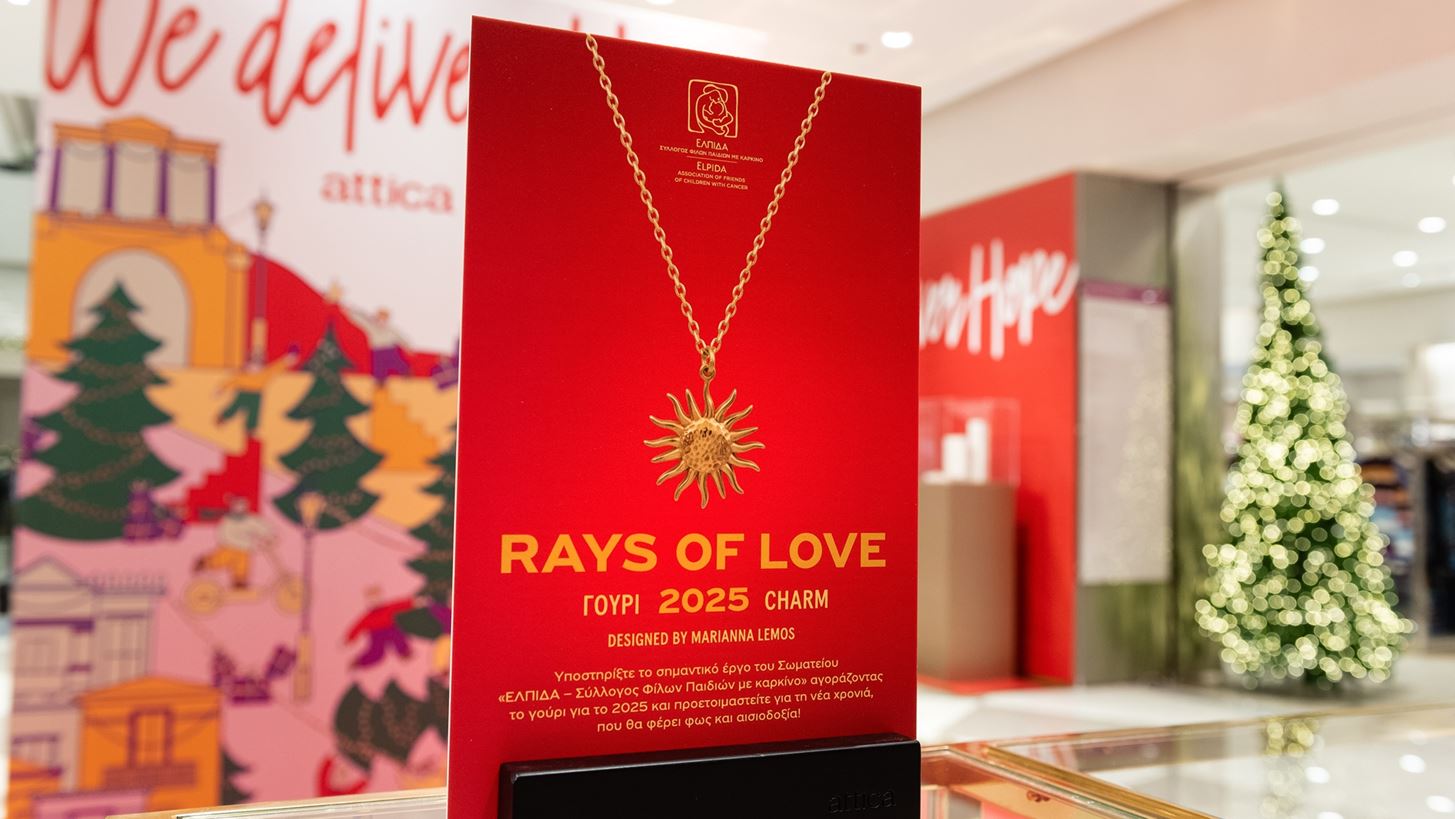 We delive
attica
ΕΛΠΙΔΑ
ΣΥΛΛΟΓΟΣ ΦΙΛΩΝ ΠΑΙΔΙΩΝ ΜΕ ΚΑΡΚΙΝΟ
ELPIDA
ASSOCIATION OF FRIENDS
OF CHILDREN WITH CANCER
RAYS OF LOVE
ΓΟΥΡΙ 2025 CHARM
DESIGNED BY MARIANNA LEMOS
Υποστηρίξτε το σημαντικό έργο του Σωματείου
«ΕΛΠΙΔΑ – Σύλλογος Φίλων Παιδιών με καρκίνο» αγοράζοντας
το γούρι για το 2025 και προετοιμαστείτε για τη νέα χρονιά,
που θα φέρει φως και αισιοδοξία!
attica
Hope